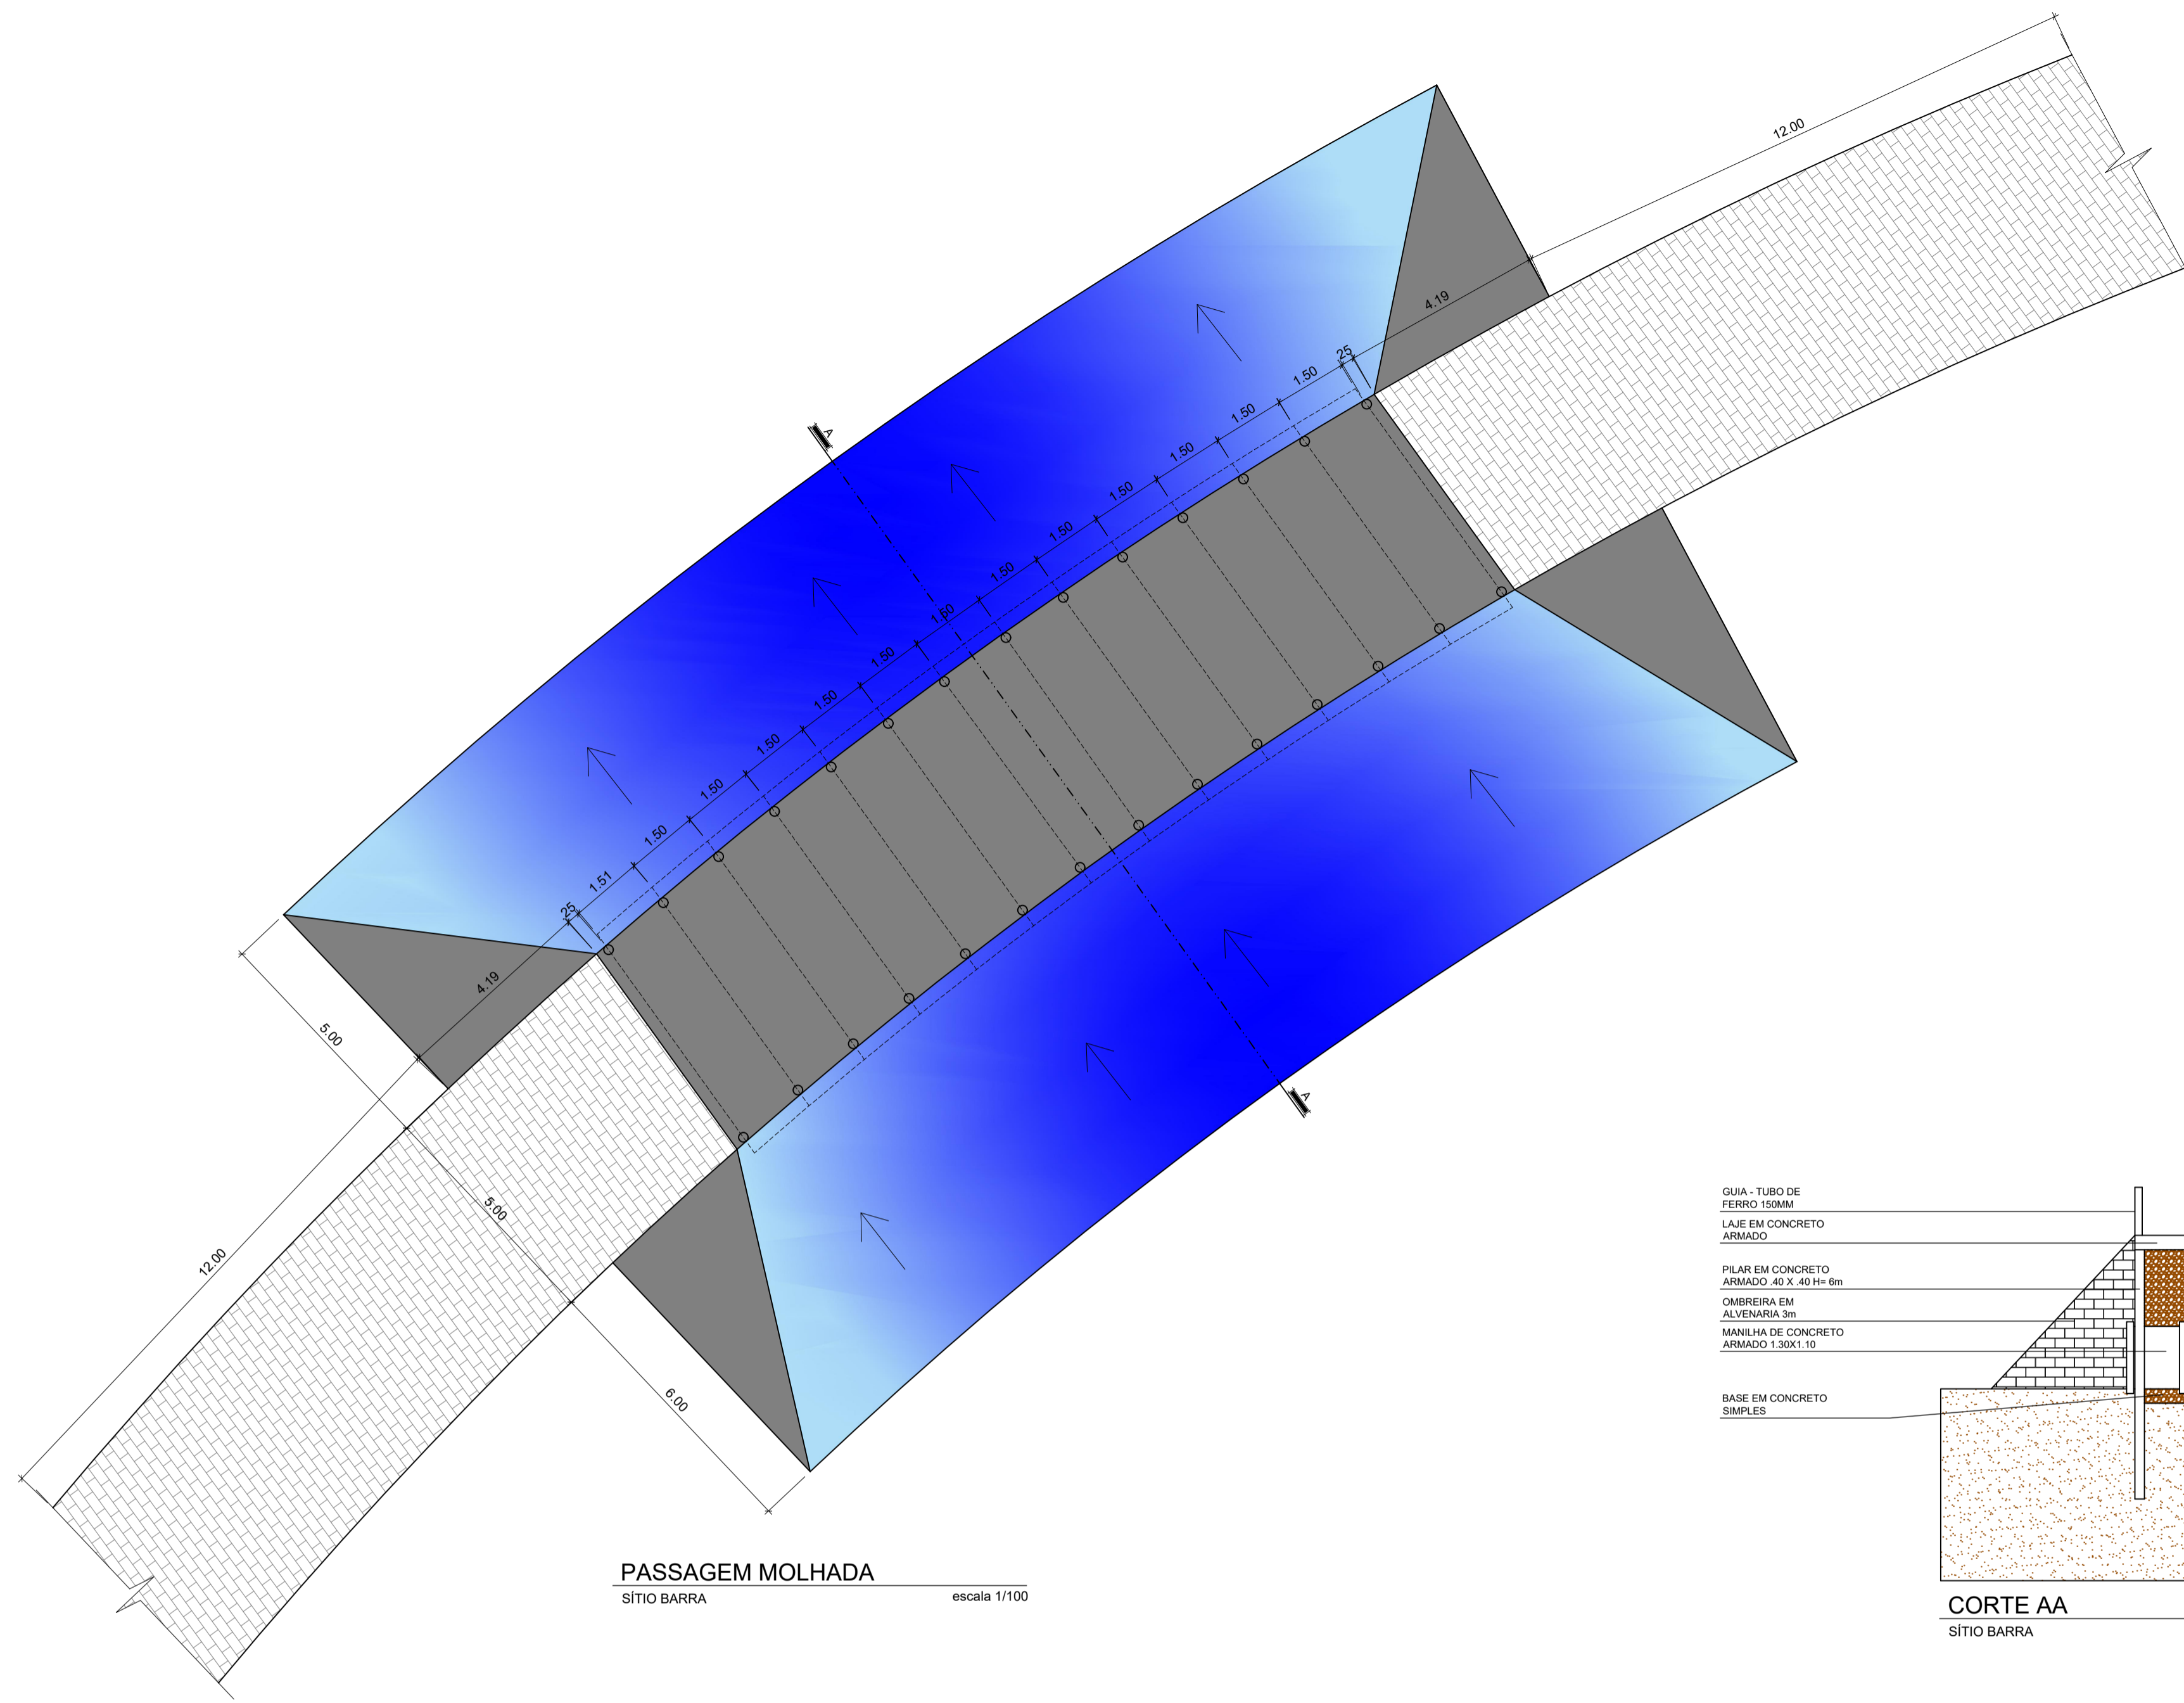 12.00
4.19
.25
1.50
1.50
A
1.50
1.50
1.50
1.50
1.50
1.50
1.50
1.50
1.50
1.50
1.51
.25
4.19
5.00
A
5.00
12.00
6.00
GUIA - TUBO DE
FERRO 150MM
LAJE EM CONCRETO
ARMADO
PILAR EM CONCRETO
ARMADO .40 X .40 H= 6m
OMBREIRA EM
ALVENARIA 3m
MANILHA DE CONCRETO
ARMADO 1.30X1.10
BASE EM CONCRETO
SIMPLES
PASSAGEM MOLHADA
SÍTIO BARRA escala 1/100
CORTE AA
SÍTIO BARRA